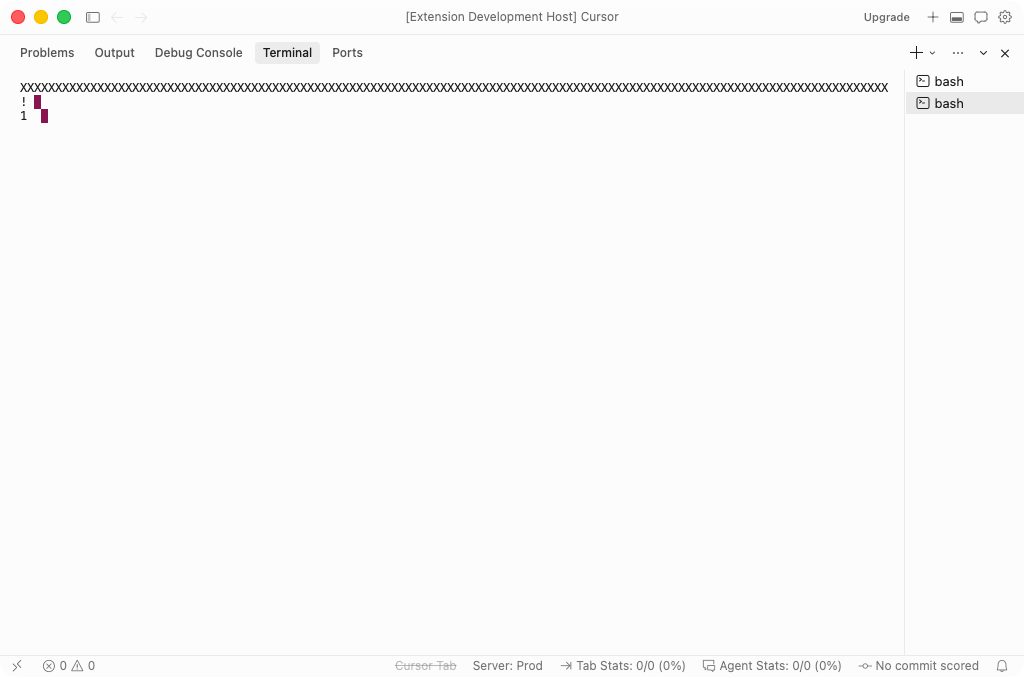 [Extension Development Host] Cursor
Upgrade
Problems Output Debug Console Terminal Ports
XXXXXXXXXXXXXXXXXXXXXXXXXXXXXXXXXXXXXXXXXXXXXXXXXXXXXXXXXXXXXXXXXXXXXXXXXXXXXXXXXXXXXXXXXXXXXXXXXXXXXXXXXXXXXXXXXXXXXXXXXXXX
!
1
bash
bash
0 0 Cursor Tab Server: Prod Tab Stats: 0/0 (0%) Agent Stats: 0/0 (0%) No commit scored